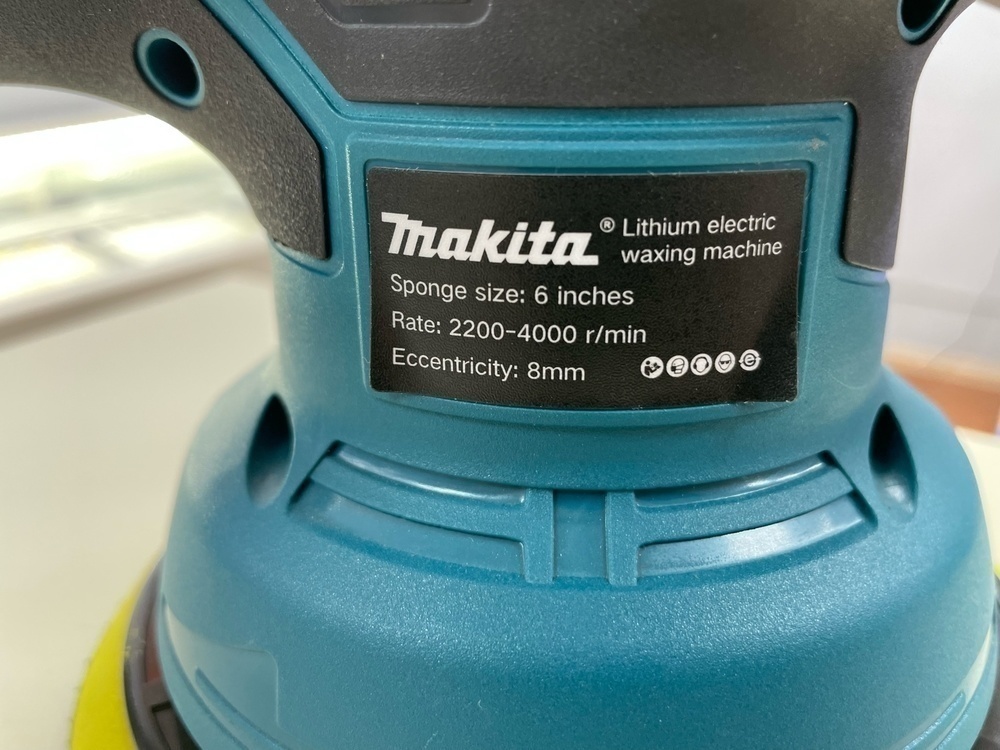 makita® Lithium electric
waxing machine
Sponge size: 6 inches
Rate: 2200-4000 r/min
Eccentricity: 8mm